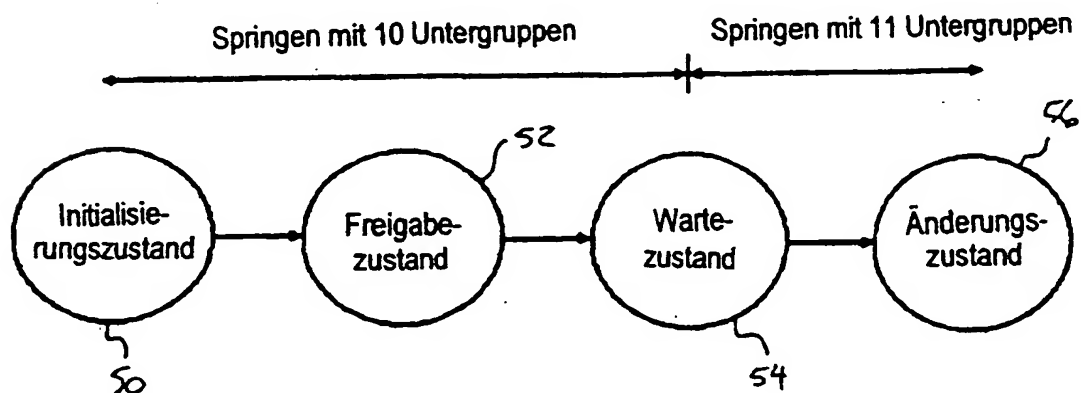 Springen mit 10 Untergruppen
Springen mit 11 Untergruppen
52
56
Initialisie-
rungszustand
Freigabe-
zustand
Warte-
zustand
Änderungs-
zustand
50
54